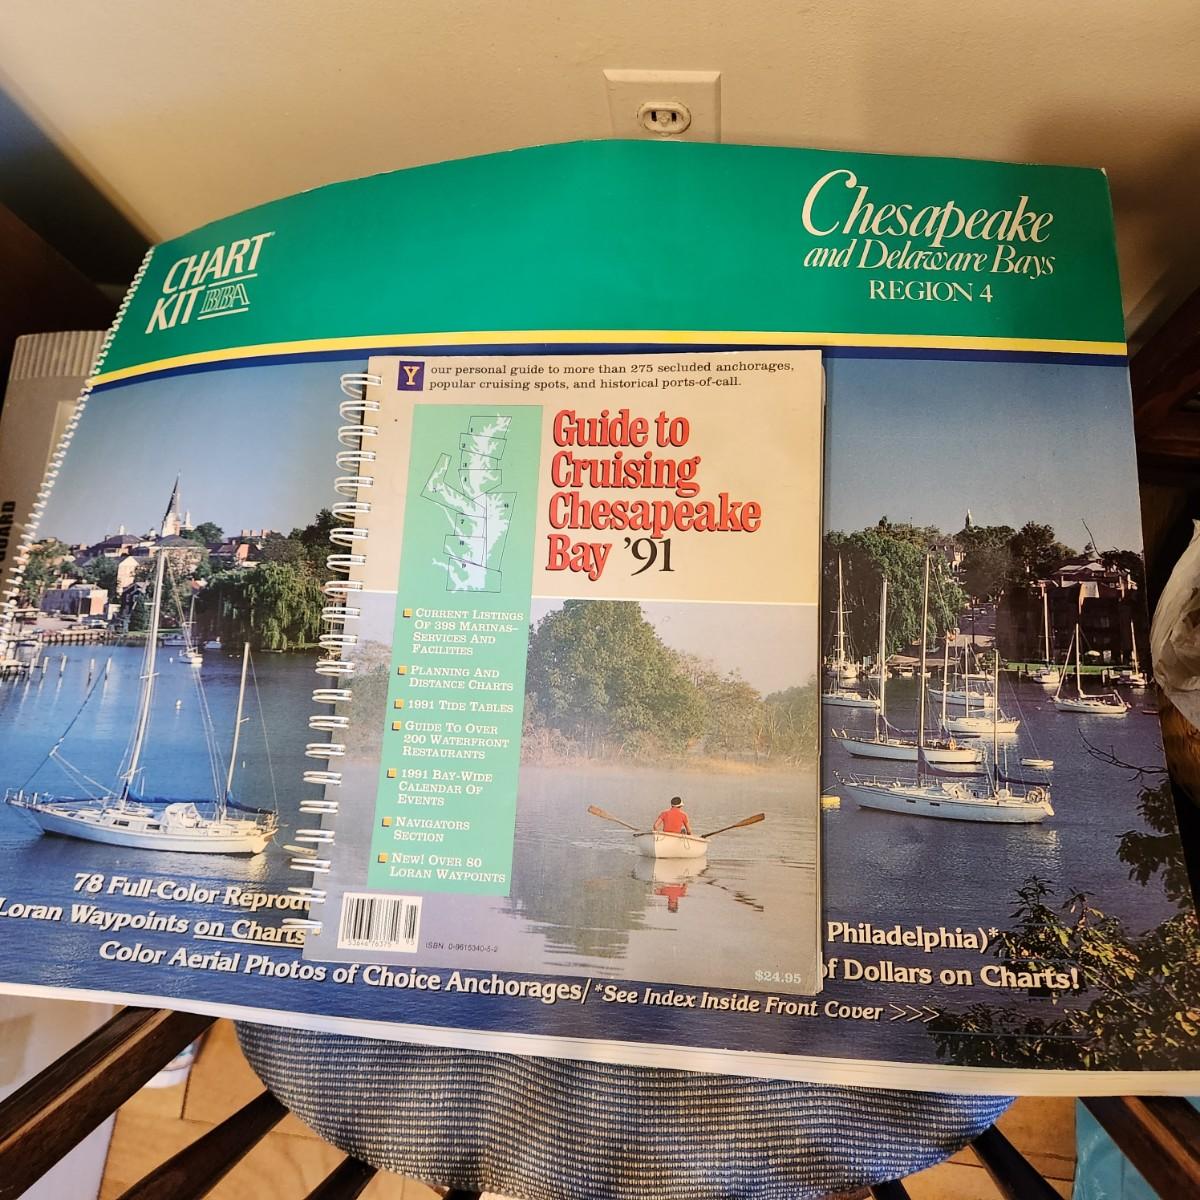 CHART
KIT BBA
Chesapeake
and Delaware Bays
REGION 4
Your personal guide to more than 275 secluded anchorages,
popular cruising spots, and historical ports-of-call.
Guide to
Cruising
Chesapeake
Bay '91
CURRENT LISTINGS
OF 398 MARINAS-
SERVICES AND
FACILITIES
PLANNING AND
DISTANCE CHARTS
1991 TIDE TABLES
GUIDE TO OVER
200 WATERFRONT
RESTAURANTS
1991 BAY-WIDE
CALENDAR OF
EVENTS
NAVIGATORS
SECTION
NEW! OVER 80
LORAN WAYPOINTS
ISBN. 0-9615340-5-2
$24.95
78 Full-Color Reprod
Loran Waypoints on Charts
Philadelphia)*
of Dollars on Charts!
Color Aerial Photos of Choice Anchorages/*See Index Inside Front Cover >>>